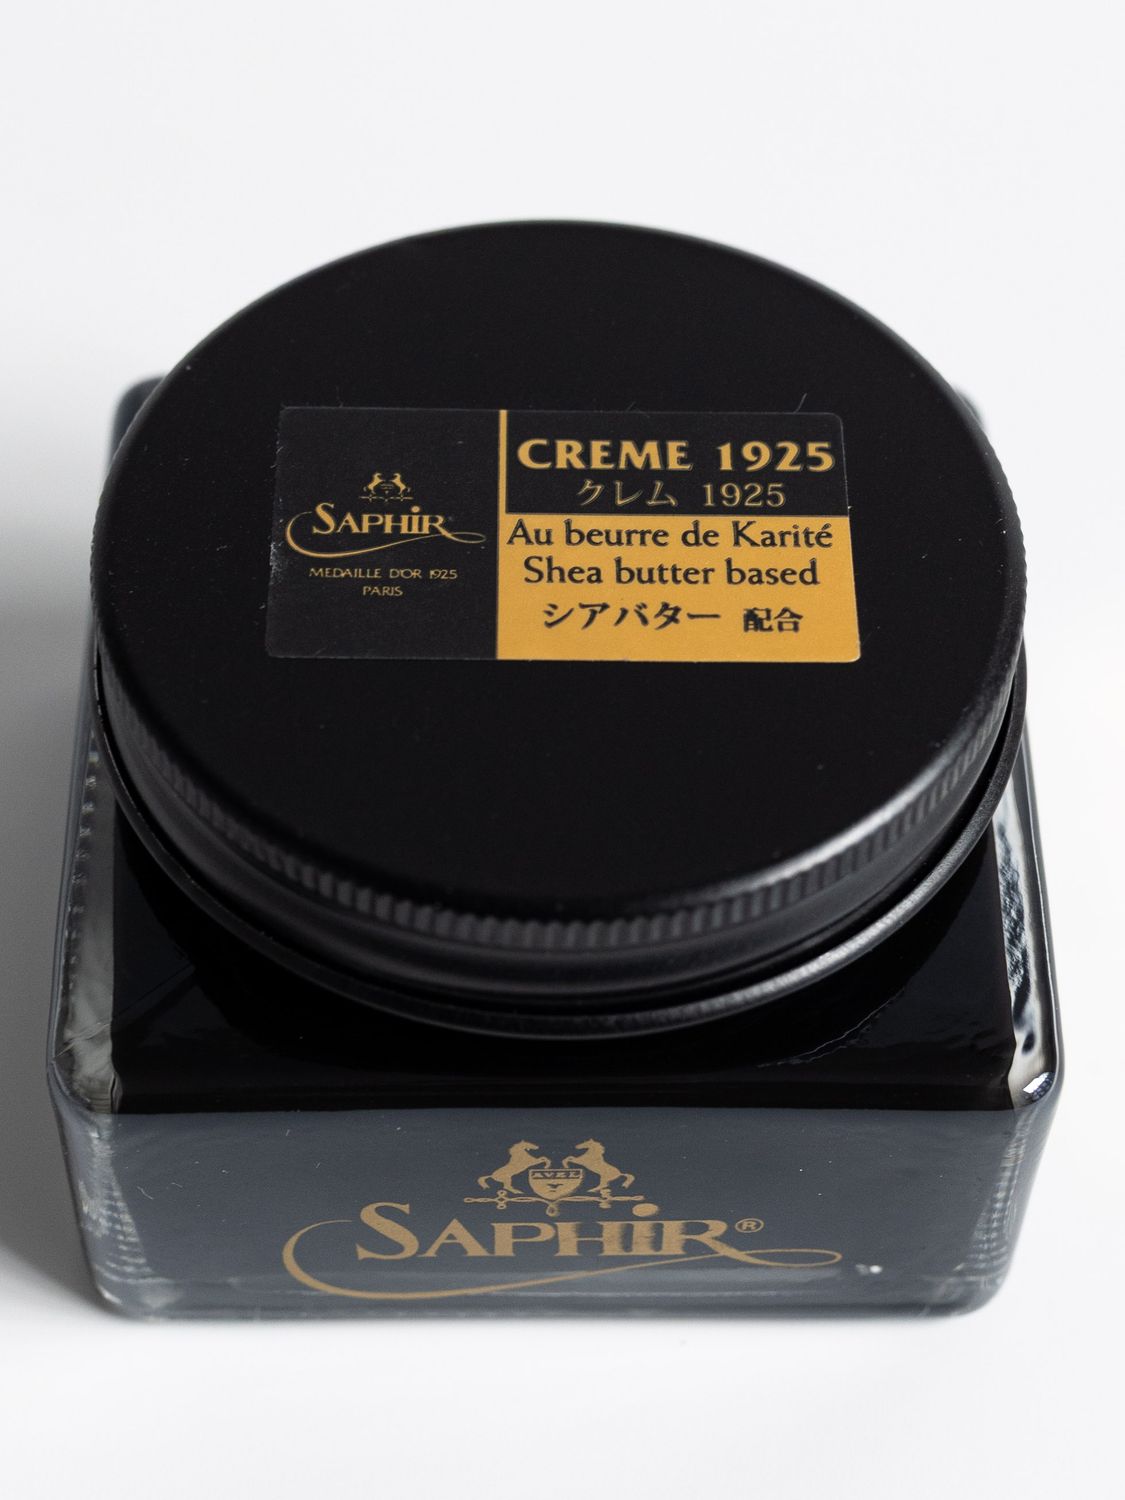 SAPHIR
MEDAILLE D'OR 1925
PARIS
CREME 1925
クレム 1925
Au beurre de Karité
Shea butter based
シアバター 配合
AVEL
SAPHIR®